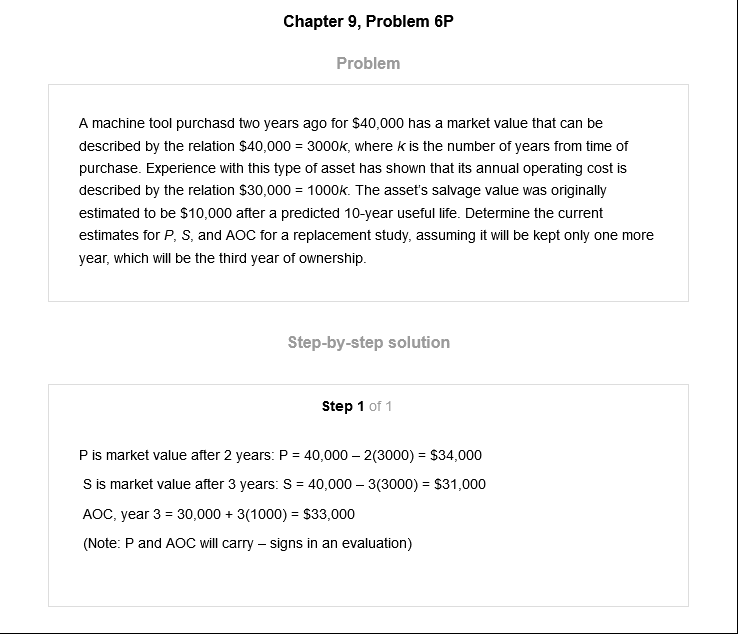 Chapter 9, Problem 6P
Problem
A machine tool purchasd two years ago for $40,000 has a market value that can be
described by the relation $40,000 = 3000k, where k is the number of years from time of
purchase. Experience with this type of asset has shown that its annual operating cost is
described by the relation $30,000 = 1000k. The asset's salvage value was originally
estimated to be $10,000 after a predicted 10-year useful life. Determine the current
estimates for P, S, and AOC for a replacement study, assuming it will be kept only one more
year, which will be the third year of ownership.
Step-by-step solution
Step 1 of 1
P is market value after 2 years: P = 40,000 – 2(3000) = $34,000
S is market value after 3 years: S = 40,000 – 3(3000) = $31,000
AOC, year 3 = 30,000 + 3(1000) = $33,000
(Note: P and AOC will carry – signs in an evaluation)